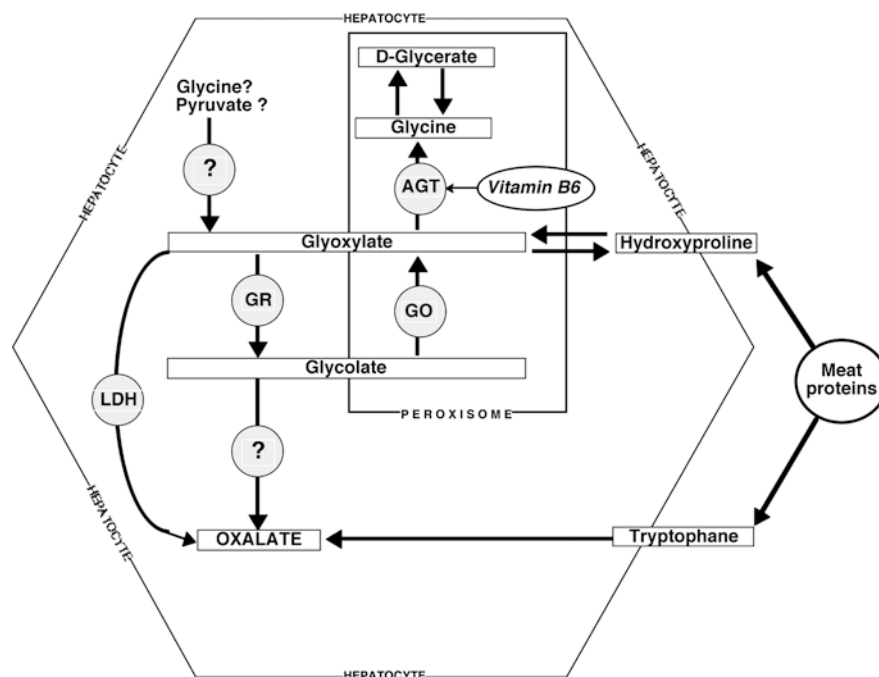 HEPATOCYTE
D-Glycerate
Glycine?
Pyruvate ?
Glycine
HEPATOCYTE
HEPATOCYTE
?
AGT
Vitamin B6
Glyoxylate
Hydroxyproline
GR
GO
Glycolate
Meat
proteins
LDH
PEROXISOME
?
HEPATOCYTE
OXALATE
Tryptophane
HEPATOCYTE